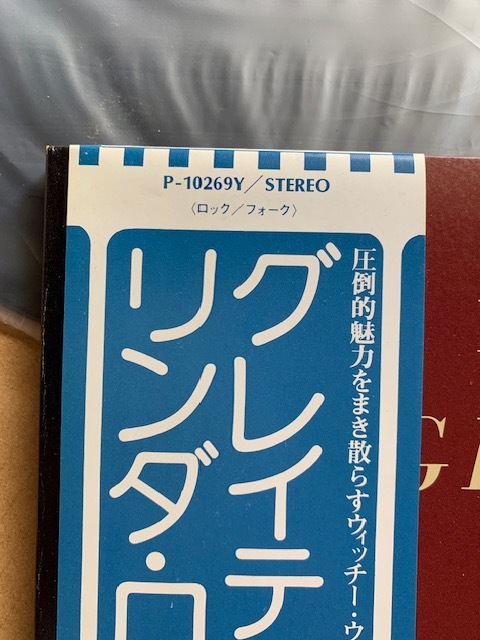 P-10269Y／STEREO
〈ロック／フォーク〉
圧倒的魅力をまき散らすウィッチー・ウ
グレイテ
リンダ・ロ
G